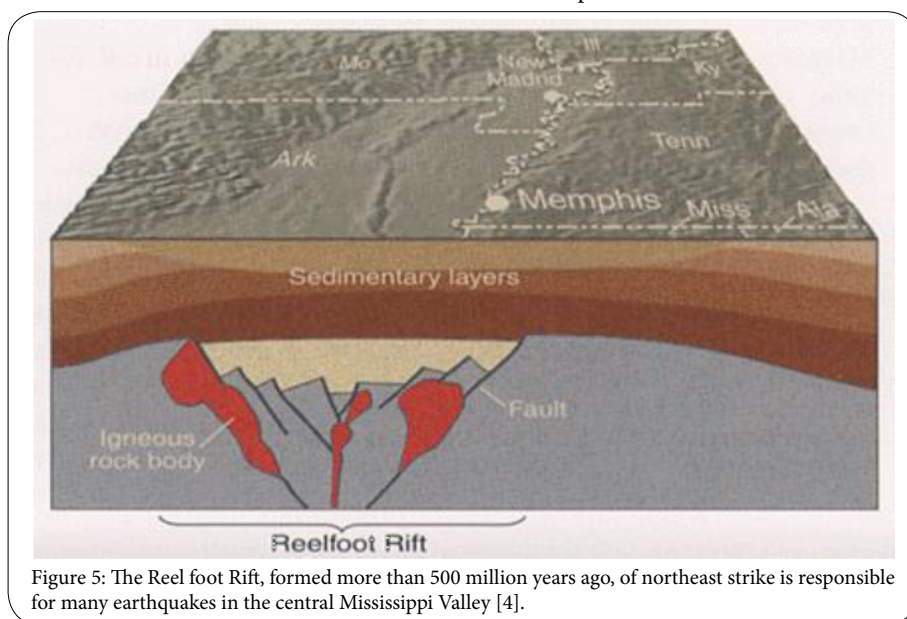 Ill
Mo
New
Madrid
Ky
Ark
Tenn
Memphis
Miss
Ala
Sedimentary layers
Fault
Igneous
rock body
Reelfoot Rift
Figure 5: The Reel foot Rift, formed more than 500 million years ago, of northeast strike is responsible
for many earthquakes in the central Mississippi Valley [4].